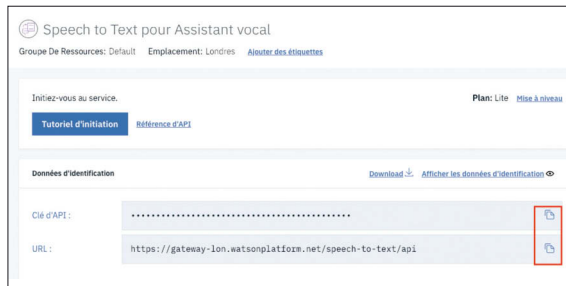 Speech to Text pour Assistant vocal
Groupe De Ressources: Default Emplacement: Londres Ajouter des étiquettes
Initiez-vous au service. Plan: Lite Mise à niveau
Tutoriel d'initiation Référence d'API
Données d'identification Download Afficher les données d'identification
Clé d'API : ••••••••••••••••••••••••••••••••••••••••••••
URL : https://gateway-lon.watsonplatform.net/speech-to-text/api